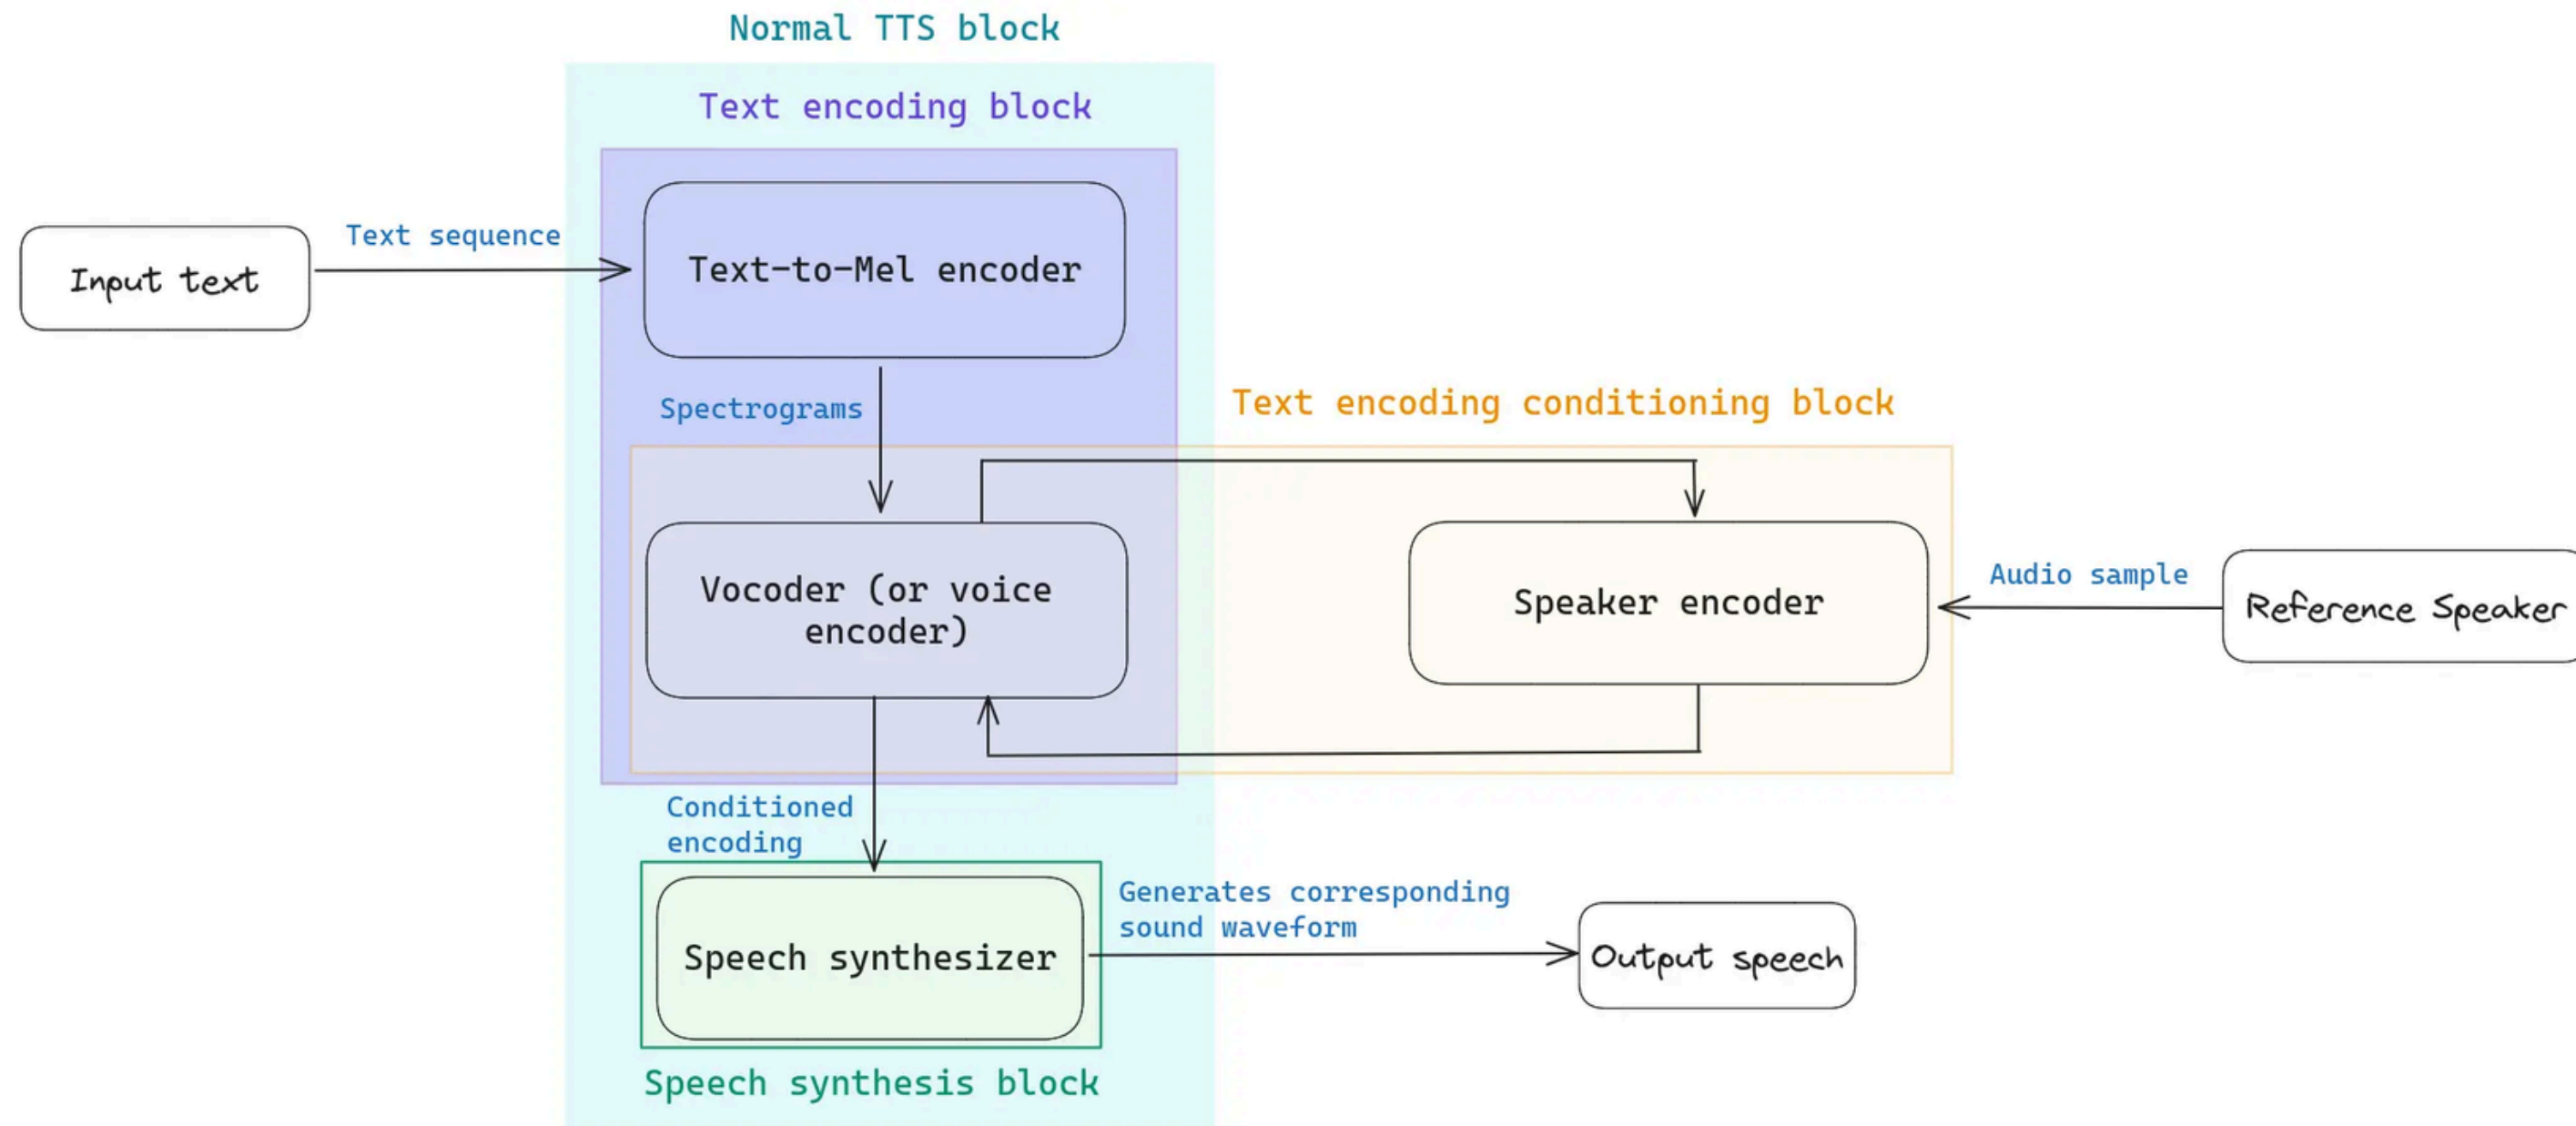 Normal TTS block
Text encoding block
Input text
Text sequence
Text-to-Mel encoder
Spectrograms
Text encoding conditioning block
Vocoder (or voice
encoder)
Speaker encoder
Audio sample
Reference Speaker
Conditioned
encoding
Speech synthesizer
Generates corresponding
sound waveform
Output speech
Speech synthesis block